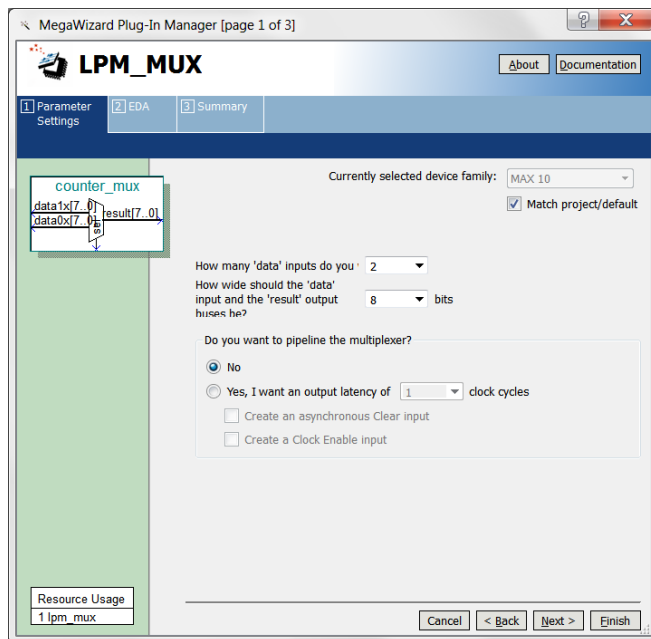 MegaWizard Plug-In Manager [page 1 of 3]
LPM_MUX
About
Documentation
1 Parameter Settings
2 EDA
3 Summary
counter_mux
data1x[7..0]
data0x[7..0]
result[7..0]
sel
Currently selected device family:
MAX 10
Match project/default
How many 'data' inputs do you
2
How wide should the 'data'
input and the 'result' output
buses be?
8
bits
Do you want to pipeline the multiplexer?
No
Yes, I want an output latency of
1
clock cycles
Create an asynchronous Clear input
Create a Clock Enable input
Resource Usage
1 lpm_mux
Cancel
< Back
Next >
Finish